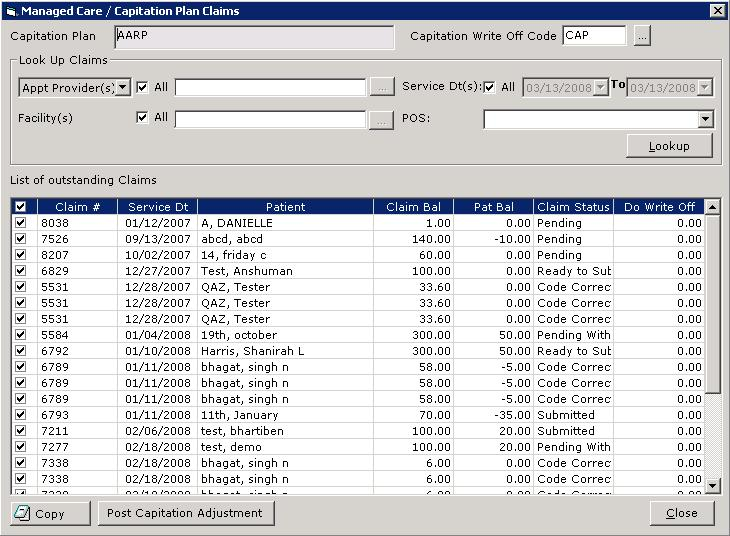 Managed Care / Capitation Plan Claims
Capitation Plan AARP Capitation Write Off Code CAP ...
Look Up Claims
Appt Provider(s) All ... Service Dt(s): All 03/13/2008 To 03/13/2008
Facility(s) All ... POS:
Lookup
List of outstanding Claims
Claim # Service Dt Patient Claim Bal Pat Bal Claim Status Do Write Off
8038 01/12/2007 A, DANIELLE 1.00 0.00 Pending 0.00
7526 09/13/2007 abcd, abcd 140.00 -10.00 Pending 0.00
8207 10/02/2007 14, friday c 60.00 0.00 Pending 0.00
6829 12/27/2007 Test, Anshuman 100.00 0.00 Ready to Sub 0.00
5531 12/28/2007 QAZ, Tester 33.60 0.00 Code Correc 0.00
5531 12/28/2007 QAZ, Tester 33.60 0.00 Code Correc 0.00
5531 12/28/2007 QAZ, Tester 33.60 0.00 Code Correc 0.00
5584 01/04/2008 19th, october 300.00 50.00 Pending With 0.00
6792 01/10/2008 Harris, Shanirah L 300.00 50.00 Ready to Sub 0.00
6789 01/11/2008 bhagat, singh n 58.00 -5.00 Code Correc 0.00
6789 01/11/2008 bhagat, singh n 58.00 -5.00 Code Correc 0.00
6789 01/11/2008 bhagat, singh n 58.00 -5.00 Code Correc 0.00
6793 01/11/2008 11th, January 70.00 -35.00 Submitted 0.00
7211 02/06/2008 test, bhartiben 100.00 20.00 Submitted 0.00
7277 02/18/2008 test, demo 100.00 20.00 Pending With 0.00
7338 02/18/2008 bhagat, singh n 6.00 0.00 Code Correc 0.00
7338 02/18/2008 bhagat, singh n 6.00 0.00 Code Correc 0.00
7338 02/18/2008 bhagat, singh n 6.00 0.00 Code Correc 0.00
Copy Post Capitation Adjustment Close